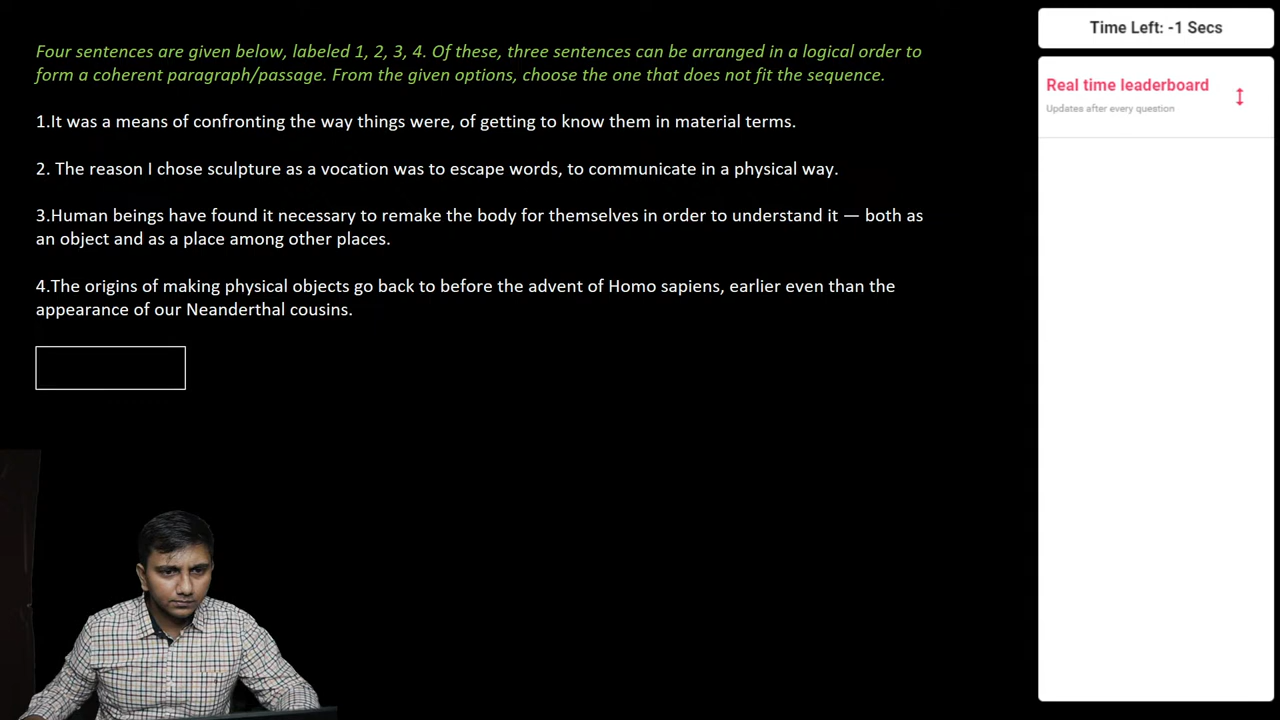 Four sentences are given below, labeled 1, 2, 3, 4. Of these, three sentences can be arranged in a logical order to
form a coherent paragraph/passage. From the given options, choose the one that does not fit the sequence.
1.It was a means of confronting the way things were, of getting to know them in material terms.
2. The reason I chose sculpture as a vocation was to escape words, to communicate in a physical way.
3.Human beings have found it necessary to remake the body for themselves in order to understand it — both as
an object and as a place among other places.
4.The origins of making physical objects go back to before the advent of Homo sapiens, earlier even than the
appearance of our Neanderthal cousins.
Time Left: -1 Secs
Real time leaderboard
Updates after every question